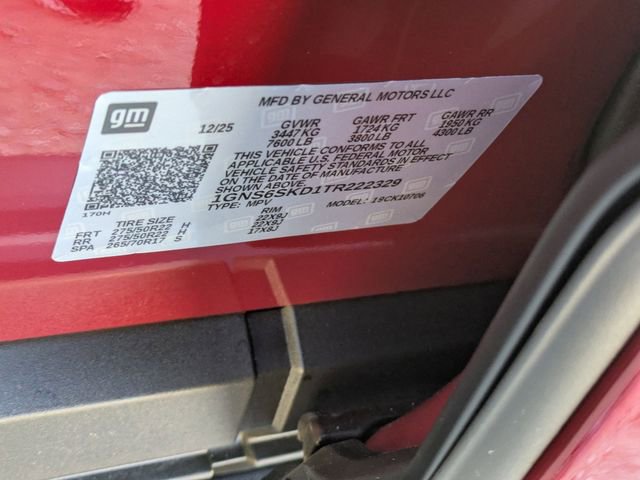 gm
MFD BY GENERAL MOTORS LLC
12/25 GVWR GAWR FRT GAWR RR
3447 KG 1724 KG 1950 KG
7600 LB 3800 LB 4300 LB
THIS VEHICLE CONFORMS TO ALL
APPLICABLE U.S. FEDERAL MOTOR
VEHICLE SAFETY STANDARDS IN EFFECT
ON THE DATE OF MANUFACTURE
SHOWN ABOVE.
1GNS6SKD1TR222329
TYPE: MPV MODEL: 1SCK10706
170H
TIRE SIZE RIM
FRT 275/50R22 H 22X9J
RR 275/50R22 H 22X9J
SPA 265/70R17 S 17X8J